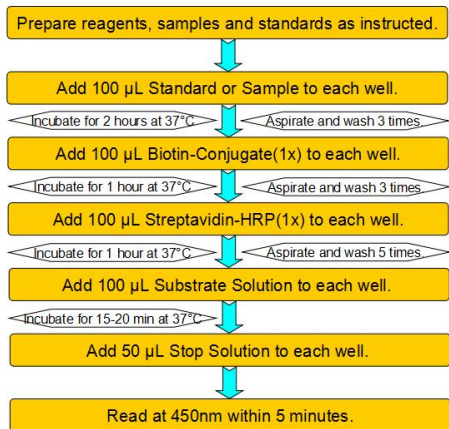 Prepare reagents, samples and standards as instructed.
Add 100 µL Standard or Sample to each well.
Incubate for 2 hours at 37°C
Aspirate and wash 3 times.
Add 100 µL Biotin-Conjugate(1x) to each well.
Incubate for 1 hour at 37°C
Aspirate and wash 3 times.
Add 100 µL Streptavidin-HRP(1x) to each well.
Incubate for 1 hour at 37°C
Aspirate and wash 5 times.
Add 100 µL Substrate Solution to each well.
Incubate for 15-20 min at 37°C
Add 50 µL Stop Solution to each well.
Read at 450nm within 5 minutes.